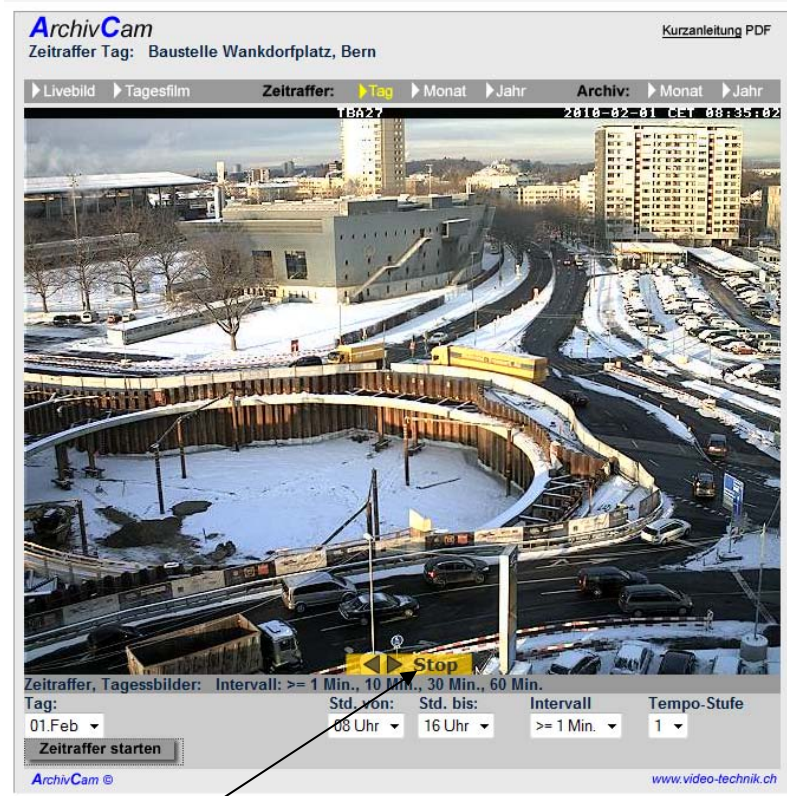 ArchivCam
Kurzanleitung PDF
Zeitraffer Tag: Baustelle Wankdorfplatz, Bern
Livebild Tagesfilm Zeitraffer: Tag Monat Jahr Archiv: Monat Jahr
TBA27 2010-02-01 CET 08:35:02
Stop
Zeitraffer, Tagessbilder: Intervall: >= 1 Min., 10 Min., 30 Min., 60 Min.
Tag: Std. von: Std. bis: Intervall Tempo-Stufe
01.Feb 08 Uhr 16 Uhr >= 1 Min. 1
Zeitraffer starten
ArchivCam © www.video-technik.ch